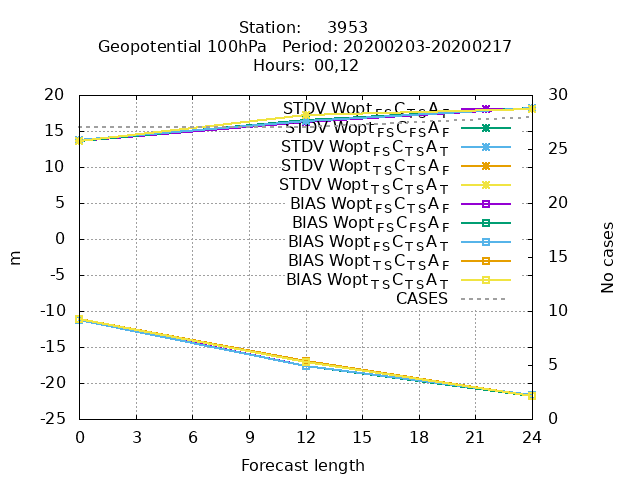 Station: 3953
Geopotential 100hPa Period: 20200203-20200217
Hours: 00,12
20 30
STDV Wopt FS C TS A F
STDV Wopt FS C FS A F
15
STDV Wopt FS C TS A T
25
STDV Wopt TS C TS A F
10
STDV Wopt TS C TS A T
5 BIAS Wopt FS C TS A F 20
BIAS Wopt FS C FS A F
0 BIAS Wopt FS C TS A T
15
BIAS Wopt TS C TS A F
-5
BIAS Wopt TS C TS A T
CASES
-10 10
-15
5
-20
-25 0
0 3 6 9 12 15 18 21 24
m
No cases
Forecast length